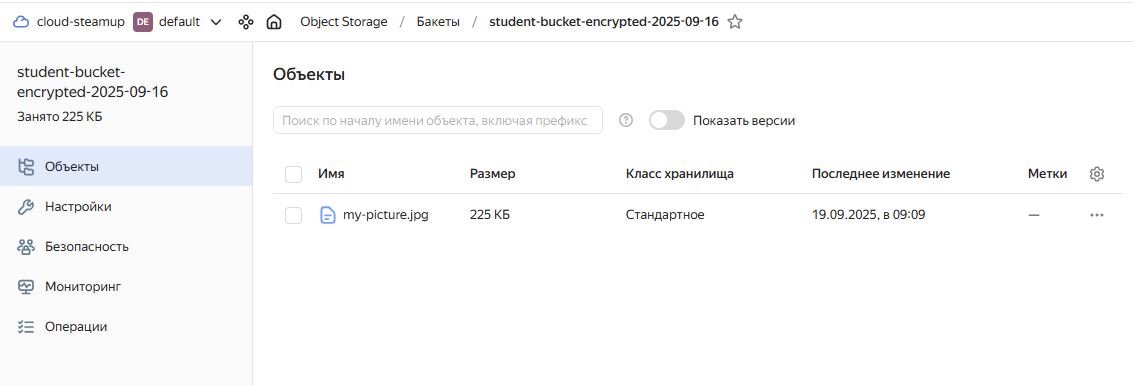 cloud-steamup DE default Object Storage / Бакеты / student-bucket-encrypted-2025-09-16
student-bucket-
encrypted-2025-09-16
Занято 225 КБ
Объекты
Настройки
Безопасность
Мониторинг
Операции
Объекты
Поиск по началу имени объекта, включая префикс ? Показать версии
Имя Размер Класс хранилища Последнее изменение Метки
my-picture.jpg 225 КБ Стандартное 19.09.2025, в 09:09 — ···